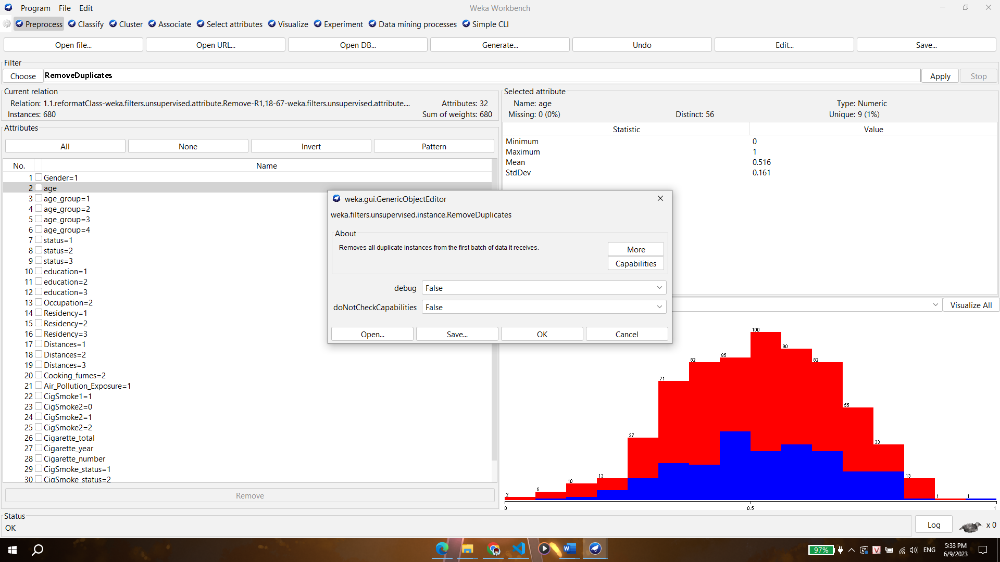 Program File Edit Weka Workbench
Preprocess Classify Cluster Associate Select attributes Visualize Experiment Data mining processes Simple CLI
Open file... Open URL... Open DB... Generate... Undo Edit... Save...
Filter
Choose RemoveDuplicates Apply Stop
Current relation
Relation: 1.1.reformatClass-weka.filters.unsupervised.attribute.Remove-R1,18-67-weka.filters.unsupervised.attribute.... Attributes: 32
Instances: 680 Sum of weights: 680
Selected attribute
Name: age Type: Numeric
Missing: 0 (0%) Distinct: 56 Unique: 9 (1%)
Statistic Value
Minimum 0
Maximum 1
Mean 0.516
StdDev 0.161
Attributes
All None Invert Pattern
No. Name
1 Gender=1
2 age
3 age_group=1
4 age_group=2
5 age_group=3
6 age_group=4
7 status=1
8 status=2
9 status=3
10 education=1
11 education=2
12 education=3
13 Occupation=2
14 Residency=1
15 Residency=2
16 Residency=3
17 Distances=1
18 Distances=2
19 Distances=3
20 Cooking_fumes=2
21 Air_Pollution_Exposure=1
22 CigSmoke1=1
23 CigSmoke2=0
24 CigSmoke2=1
25 CigSmoke2=2
26 Cigarette_total
27 Cigarette_year
28 Cigarette_number
29 CigSmoke_status=1
30 CigSmoke_status=2
Remove
weka.gui.GenericObjectEditor
weka.filters.unsupervised.instance.RemoveDuplicates
About
Removes all duplicate instances from the first batch of data it receives.
More
Capabilities
debug False
doNotCheckCapabilities False
Open... Save... OK Cancel
Visualize All
2 5 10 13 37 71 82 85 100 90 82 55 33 13 1 1
0 0.5 1
Status
OK
Log x 0
97% ENG 5:33 PM
6/9/2023